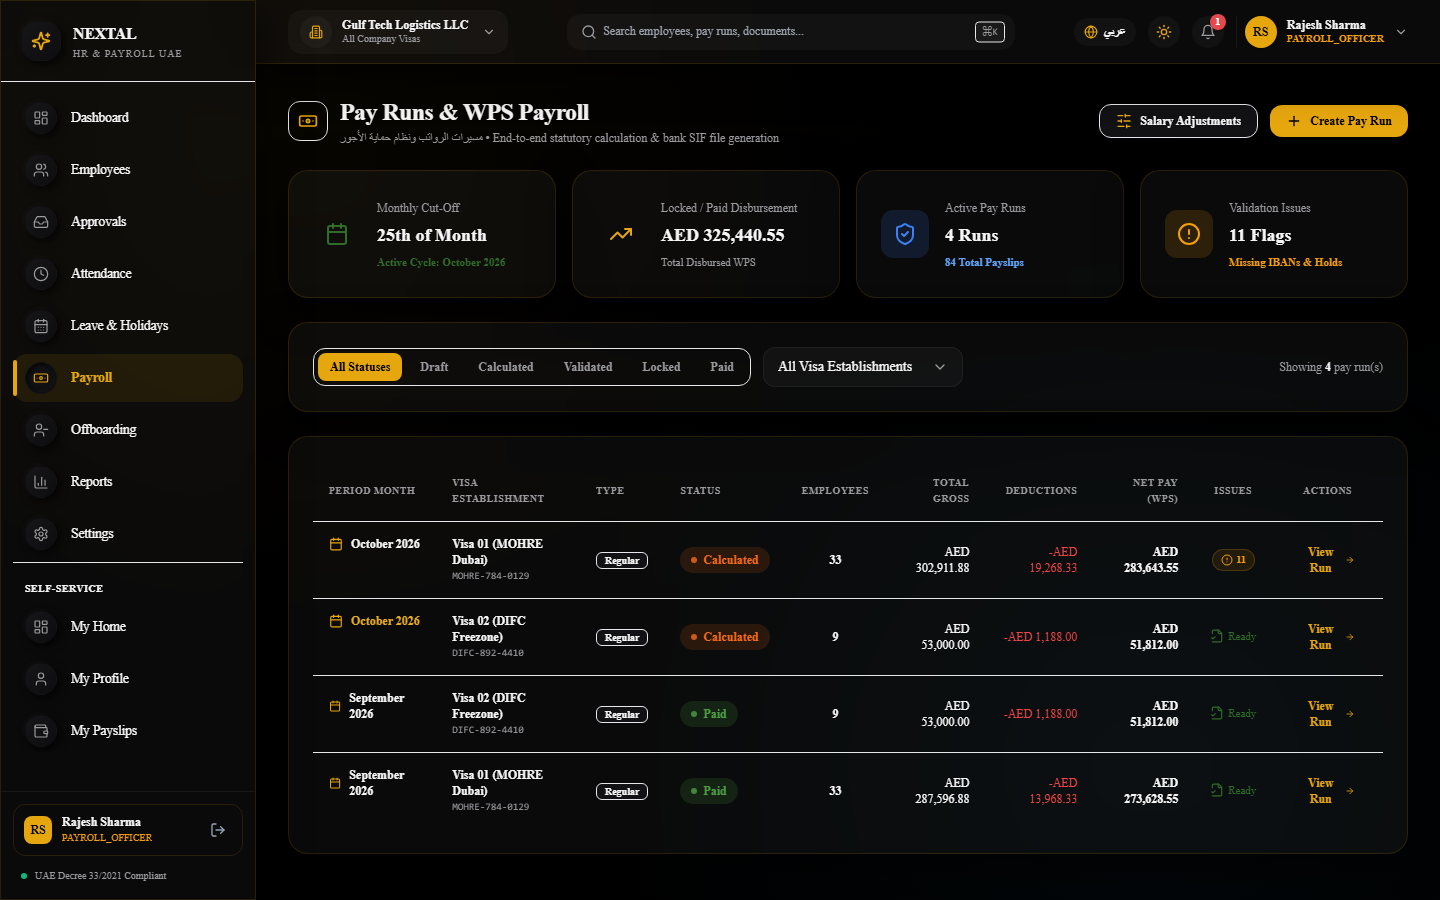 NEXTAL
HR & PAYROLL UAE
Dashboard
Employees
Approvals
Attendance
Leave & Holidays
Payroll
Offboarding
Reports
Settings
SELF-SERVICE
My Home
My Profile
My Payslips
RS
Rajesh Sharma
PAYROLL_OFFICER
UAE Decree 33/2021 Compliant
Gulf Tech Logistics LLC
All Company Visas
Search employees, pay runs, documents...
⌘K
عربي
1
RS
Rajesh Sharma
PAYROLL_OFFICER
Pay Runs & WPS Payroll
مسيرات الرواتب ونظام حماية الأجور • End-to-end statutory calculation & bank SIF file generation
Salary Adjustments
Create Pay Run
Monthly Cut-Off
25th of Month
Active Cycle: October 2026
Locked / Paid Disbursement
AED 325,440.55
Total Disbursed WPS
Active Pay Runs
4 Runs
84 Total Payslips
Validation Issues
11 Flags
Missing IBANs & Holds
All Statuses Draft Calculated Validated Locked Paid
All Visa Establishments
Showing 4 pay run(s)
PERIOD MONTH
VISA
ESTABLISHMENT
TYPE
STATUS
EMPLOYEES
TOTAL
GROSS
DEDUCTIONS
NET PAY
(WPS)
ISSUES
ACTIONS
October 2026
Visa 01 (MOHRE
Dubai)
MOHRE-784-0129
Regular
Calculated
33
AED
302,911.88
-AED
19,268.33
AED
283,643.55
11
View
Run
October 2026
Visa 02 (DIFC
Freezone)
DIFC-892-4410
Regular
Calculated
9
AED
53,000.00
-AED 1,188.00
AED
51,812.00
Ready
View
Run
September
2026
Visa 02 (DIFC
Freezone)
DIFC-892-4410
Regular
Paid
9
AED
53,000.00
-AED 1,188.00
AED
51,812.00
Ready
View
Run
September
2026
Visa 01 (MOHRE
Dubai)
MOHRE-784-0129
Regular
Paid
33
AED
287,596.88
-AED
13,968.33
AED
273,628.55
Ready
View
Run